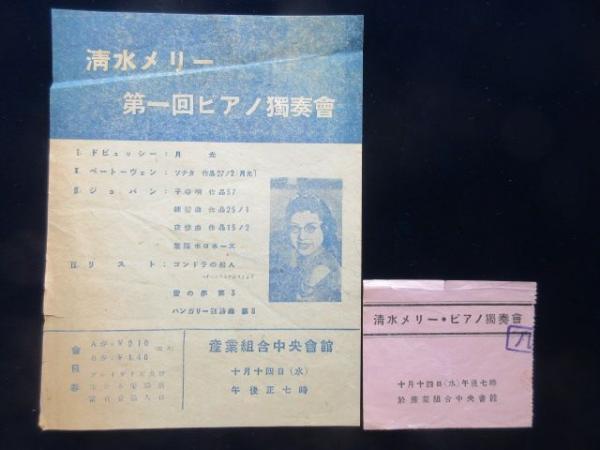 清水メリー
第一回ピアノ獨奏會
I. ドビュッシー：月光
II. ベートーヴェン：ソナタ 作品27／2（月光）
III. ショパン：子守唄 作品57
練習曲 作品25／1
夜想曲 作品15／2
軍隊ポロネーズ
IV. リスト：ゴンドラの船人
愛の夢 第3
ハンガリー狂詩曲
會員券
産業組合中央會館
十月十四日（水）
午後正七時
清水メリー・ピアノ獨奏會
九
十月十四日（水）午後七時
於産業組合中央會館